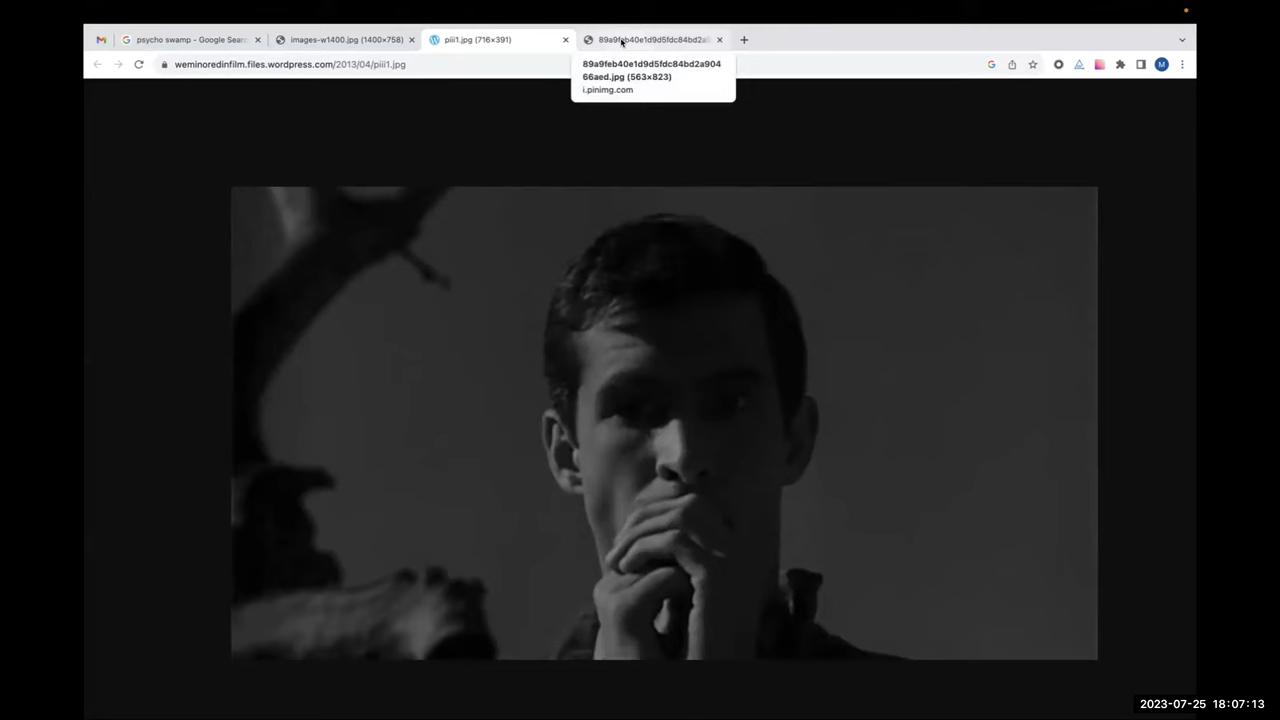 psycho swamp - Google Sear
images-w1400.jpg (1400×758)
piii1.jpg (716×391)
89a9feb40e1d9d5fdc84bd2a9
weminoredinfilm.files.wordpress.com/2013/04/piii1.jpg
M
89a9feb40e1d9d5fdc84bd2a904
66aed.jpg (563×823)
i.pinimg.com
2023-07-25 18:07:13